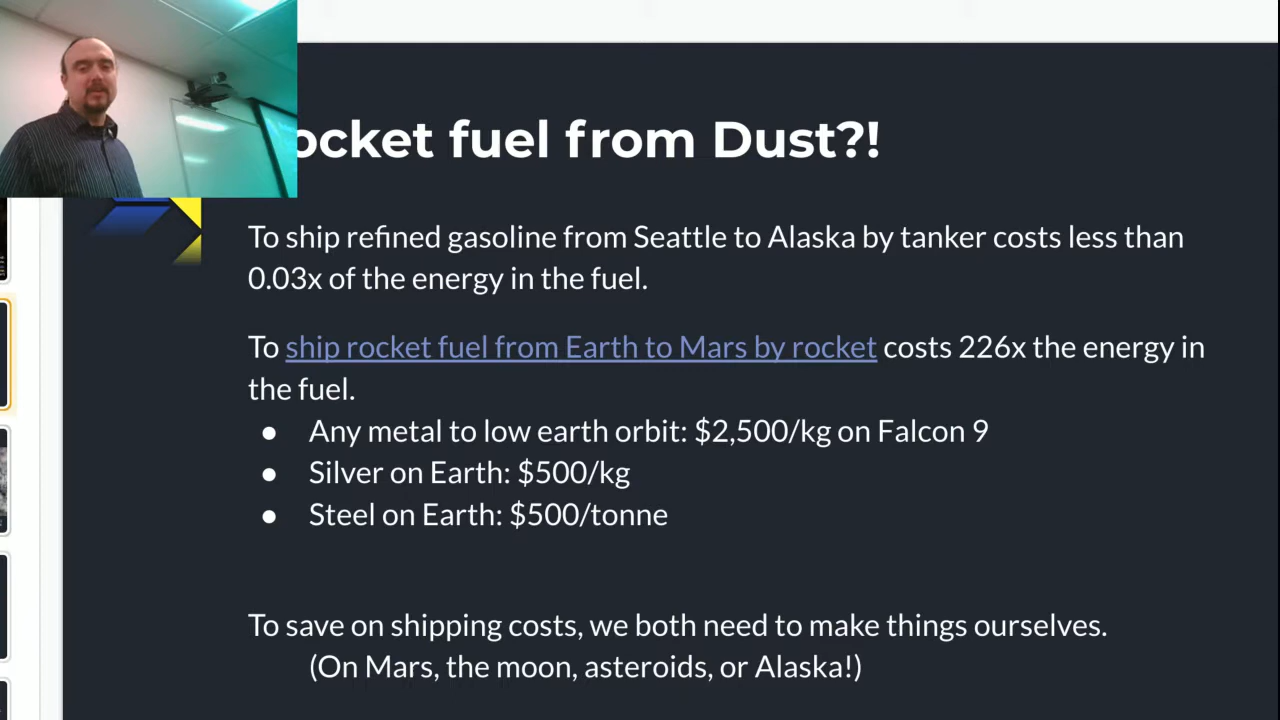 ocket fuel from Dust?!
To ship refined gasoline from Seattle to Alaska by tanker costs less than
0.03x of the energy in the fuel.
To ship rocket fuel from Earth to Mars by rocket costs 226x the energy in
the fuel.
● Any metal to low earth orbit: $2,500/kg on Falcon 9
● Silver on Earth: $500/kg
● Steel on Earth: $500/tonne
To save on shipping costs, we both need to make things ourselves.
(On Mars, the moon, asteroids, or Alaska!)